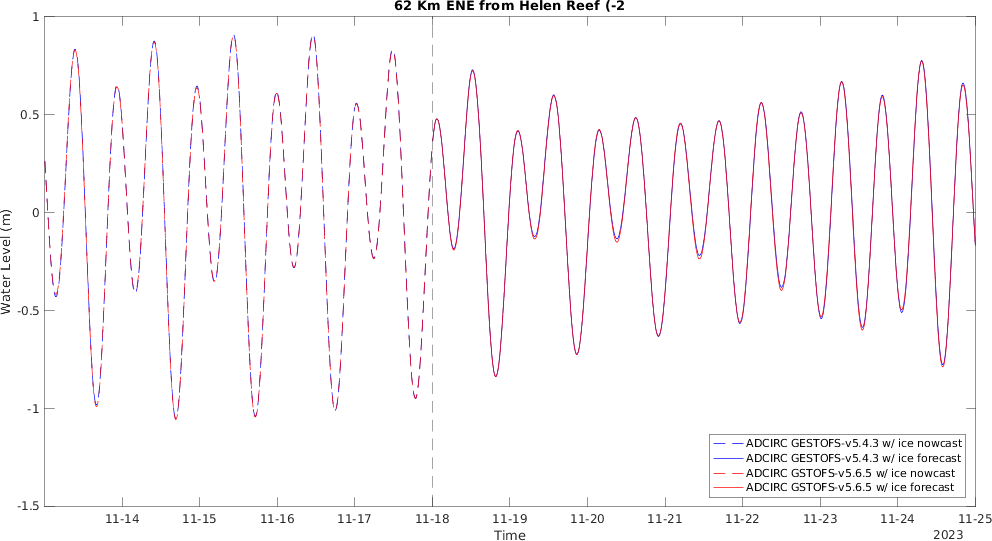 62 Km ENE from Helen Reef (-2
1
0.5
0
-0.5
-1
-1.5
Water Level (m)
11-14 11-15 11-16 11-17 11-18 11-19 11-20 11-21 11-22 11-23 11-24 11-25
Time
2023
ADCIRC GESTOFS-v5.4.3 w/ ice nowcast
ADCIRC GESTOFS-v5.4.3 w/ ice forecast
ADCIRC GSTOFS-v5.6.5 w/ ice nowcast
ADCIRC GSTOFS-v5.6.5 w/ ice forecast